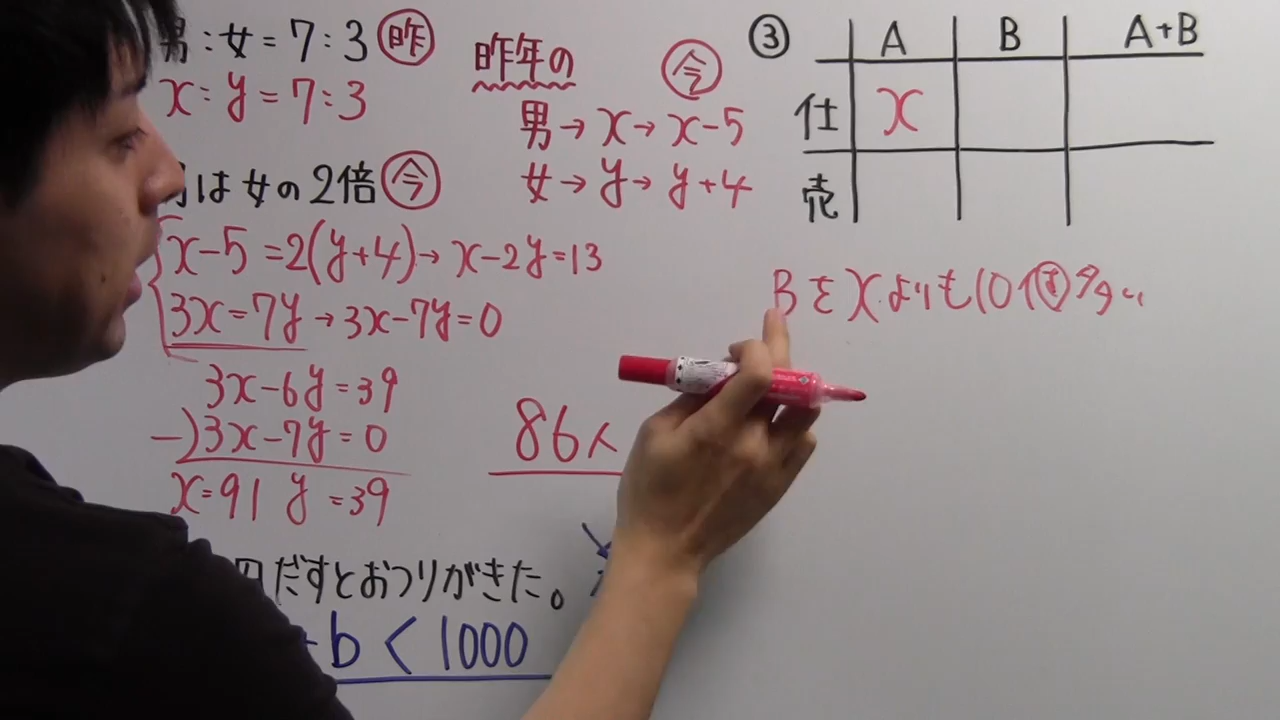 男:女=7:3 昨
x:y=7:3
男は女の2倍 今
x-5=2(y+4)→x-2y=13
3x=7y→3x-7y=0
3x-6y=39
-)3x-7y=0
x=91 y=39
昨年の 今
男→x→x-5
女→y→y+4
86人
円だすとおつりがきた。
b<1000
③ A B A+B
仕 x
売
Bをxよりも10個多い